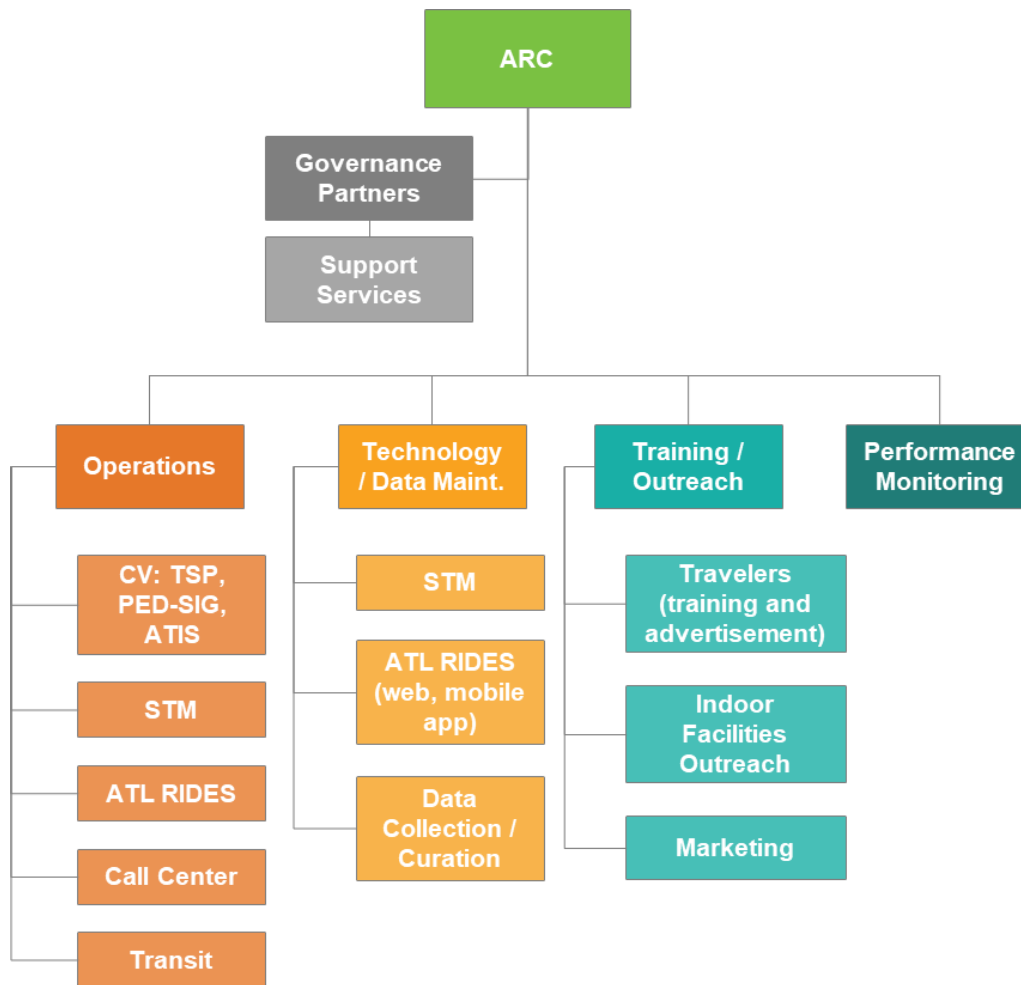 ARC
Governance
Partners
Support
Services
Operations
Technology
/ Data Maint.
Training /
Outreach
Performance
Monitoring
CV: TSP,
PED-SIG,
ATIS
STM
ATL RIDES
Call Center
Transit
STM
ATL RIDES
(web, mobile
app)
Data
Collection /
Curation
Travelers
(training and
advertisement)
Indoor
Facilities
Outreach
Marketing